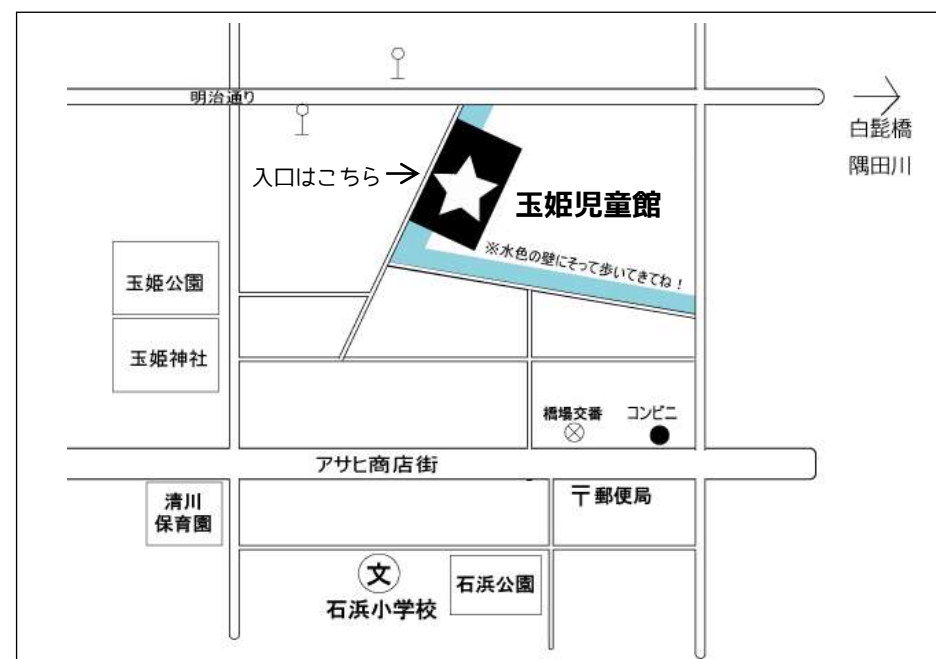 明治通り
白髭橋
隅田川
入口はこちら→
玉姫児童館
※水色の壁にそって歩いてきてね！
玉姫公園
玉姫神社
橋場交番
コンビニ
アサヒ商店街
清川
保育園
〒郵便局
文
石浜小学校
石浜公園